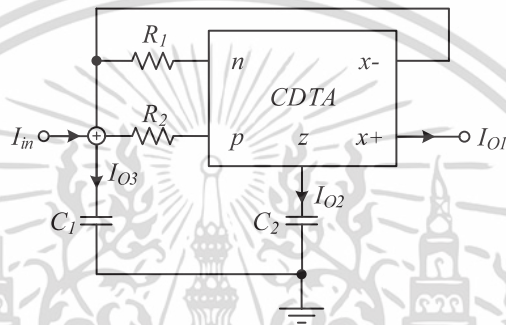 R1
n
x-
CDTA
R2
Iin
+
p
z
x+
IO1
IO3
IO2
C1
C2